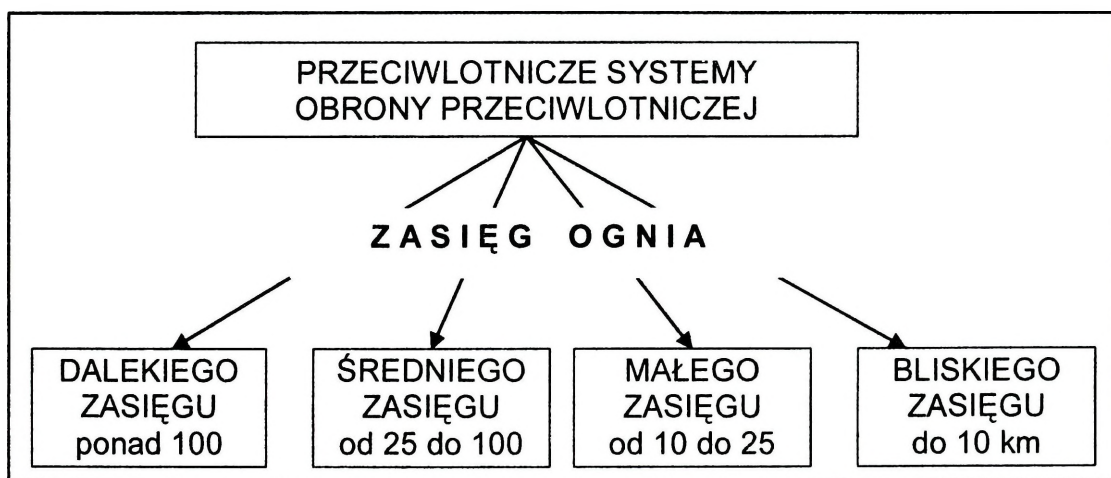 PRZECIWLOTNICZE SYSTEMY
OBRONY PRZECIWLOTNICZEJ
ZASIĘG OGNIA
DALEKIEGO
ZASIĘGU
ponad 100
ŚREDNIEGO
ZASIĘGU
od 25 do 100
MAŁEGO
ZASIĘGU
od 10 do 25
BLISKIEGO
ZASIĘGU
do 10 km